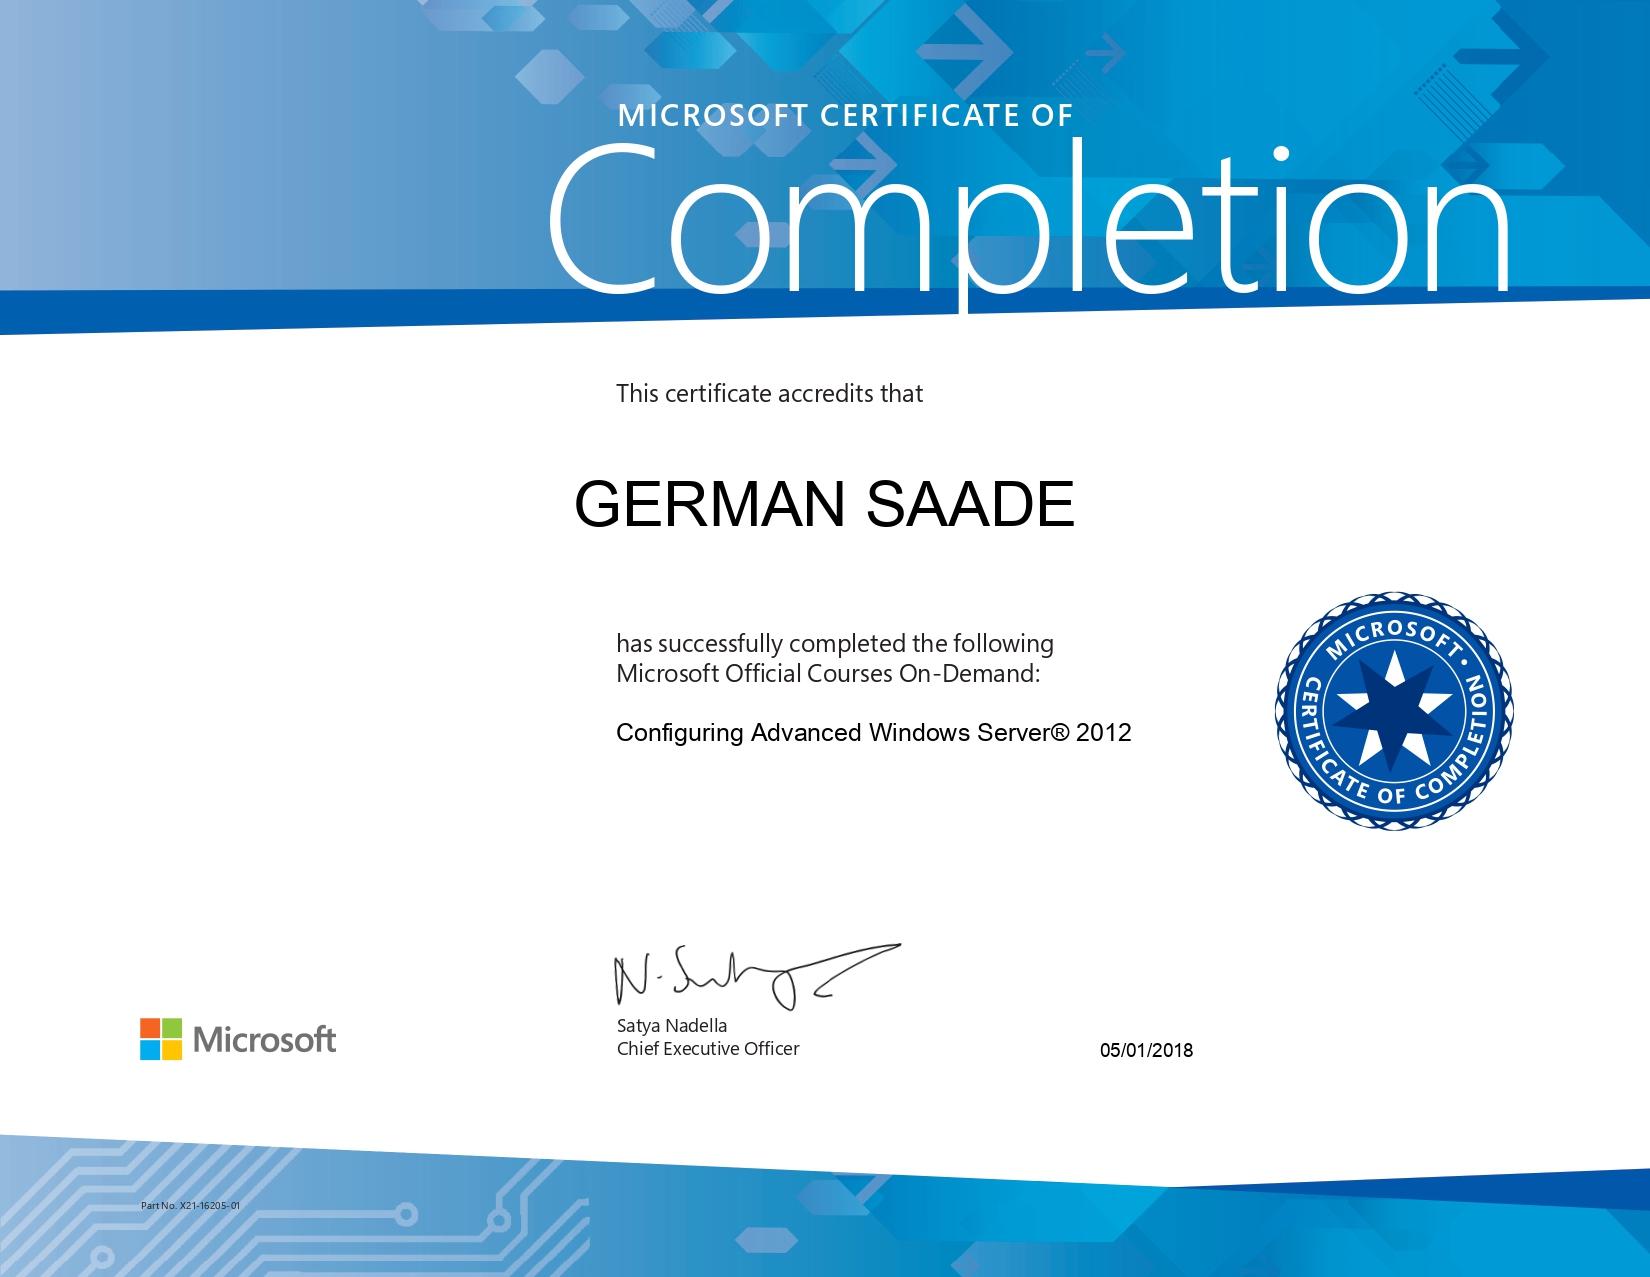 MICROSOFT CERTIFICATE OF
Completion
This certificate accredits that
GERMAN SAADE
has successfully completed the following
Microsoft Official Courses On-Demand:
Configuring Advanced Windows Server® 2012
MICROSOFT • CERTIFICATE OF COMPLETION
N. Satya
Satya Nadella
Chief Executive Officer
05/01/2018
Microsoft
Part No. X21-16205-01